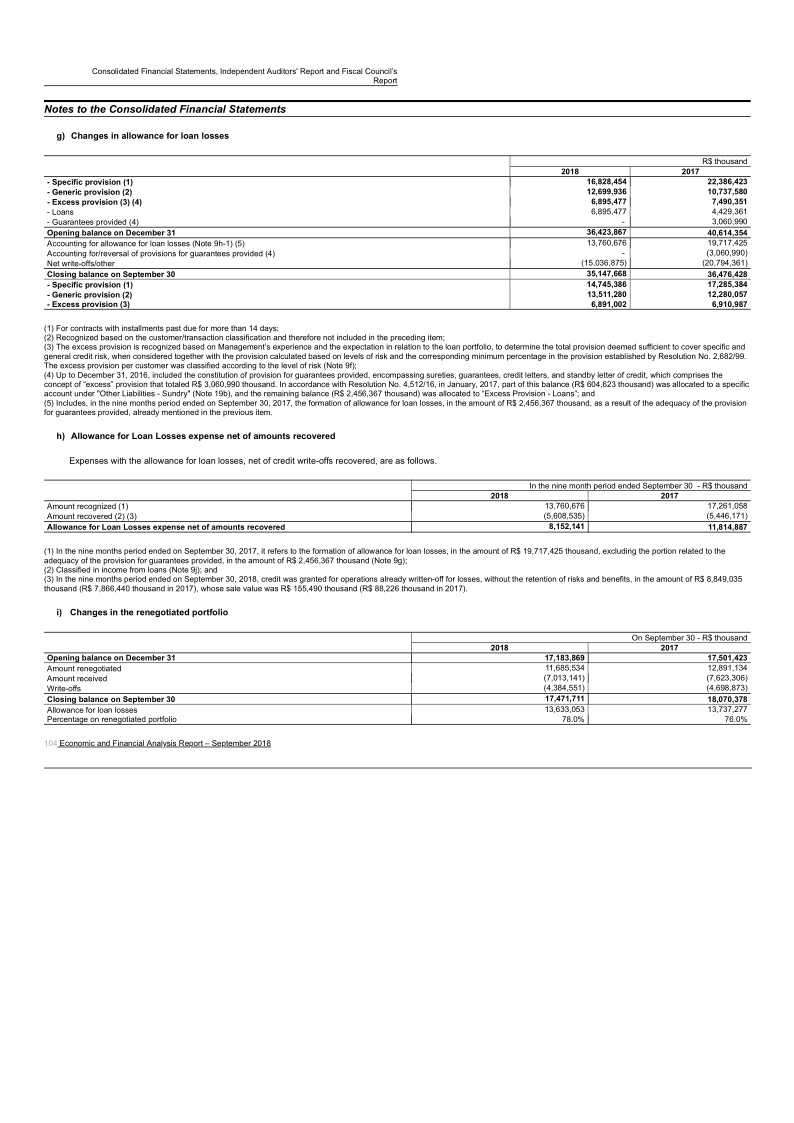 Consolidated Financial Statements, Independent Auditors' Report and Fiscal Council's
Report
Notes to the Consolidated Financial Statements
g) Changes in allowance for loan losses
R$ thousand
2018 2017
- Specific provision (1) 16,828,454 22,386,423
- Generic provision (2) 12,699,936 10,737,580
- Excess provision (3) (4) 6,895,477 7,490,351
- Loans 6,895,477 4,429,361
- Guarantees provided (4) - 3,060,990
Opening balance on December 31 36,423,867 40,614,354
Accounting for allowance for loan losses (Note 9h-1) (5) 13,760,676 19,717,425
Accounting for/reversal of provisions for guarantees provided (4) - (3,060,990)
Net write-offs/other (15,036,875) (20,794,361)
Closing balance on September 30 35,147,668 36,476,428
- Specific provision (1) 14,745,386 17,285,384
- Generic provision (2) 13,511,280 12,280,057
- Excess provision (3) 6,891,002 6,910,987
(1) For contracts with installments past due for more than 14 days;
(2) Recognized based on the customer/transaction classification and therefore not included in the preceding item;
(3) The excess provision is recognized based on Management's experience and the expectation in relation to the loan portfolio, to determine the total provision deemed sufficient to cover specific and
general credit risk, when considered together with the provision calculated based on levels of risk and the corresponding minimum percentage in the provision established by Resolution No. 2,682/99.
The excess provision per customer was classified according to the level of risk (Note 9f);
(4) Up to December 31, 2016, included the constitution of provision for guarantees provided, encompassing sureties, guarantees, credit letters, and standby letter of credit, which comprises the
concept of "excess" provision that totaled R$ 3,060,990 thousand. In accordance with Resolution No. 4,512/16, in January, 2017, part of this balance (R$ 604,623 thousand) was allocated to a specific
account under "Other Liabilities - Sundry" (Note 19b), and the remaining balance (R$ 2,456,367 thousand) was allocated to "Excess Provision - Loans"; and
(5) Includes, in the nine months period ended on September 30, 2017, the formation of allowance for loan losses, in the amount of R$ 2,456,367 thousand, as a result of the adequacy of the provision
for guarantees provided, already mentioned in the previous item.
h) Allowance for Loan Losses expense net of amounts recovered
Expenses with the allowance for loan losses, net of credit write-offs recovered, are as follows.
In the nine month period ended September 30 - R$ thousand
2018 2017
Amount recognized (1) 13,760,676 17,261,058
Amount recovered (2) (3) (5,608,535) (5,446,171)
Allowance for Loan Losses expense net of amounts recovered 8,152,141 11,814,887
(1) In the nine months period ended on September 30, 2017, it refers to the formation of allowance for loan losses, in the amount of R$ 19,717,425 thousand, excluding the portion related to the
adequacy of the provision for guarantees provided, in the amount of R$ 2,456,367 thousand (Note 9g);
(2) Classified in income from loans (Note 9j); and
(3) In the nine months period ended on September 30, 2018, credit was granted for operations already written-off for losses, without the retention of risks and benefits, in the amount of R$ 8,849,035
thousand (R$ 7,866,440 thousand in 2017), whose sale value was R$ 155,490 thousand (R$ 88,226 thousand in 2017).
i) Changes in the renegotiated portfolio
On September 30 - R$ thousand
2018 2017
Opening balance on December 31 17,183,869 17,501,423
Amount renegotiated 11,685,534 12,891,134
Amount received (7,013,141) (7,623,306)
Write-offs (4,384,551) (4,698,873)
Closing balance on September 30 17,471,711 18,070,378
Allowance for loan losses 13,633,053 13,737,277
Percentage on renegotiated portfolio 78.0% 76.0%
104 Economic and Financial Analysis Report – September 2018